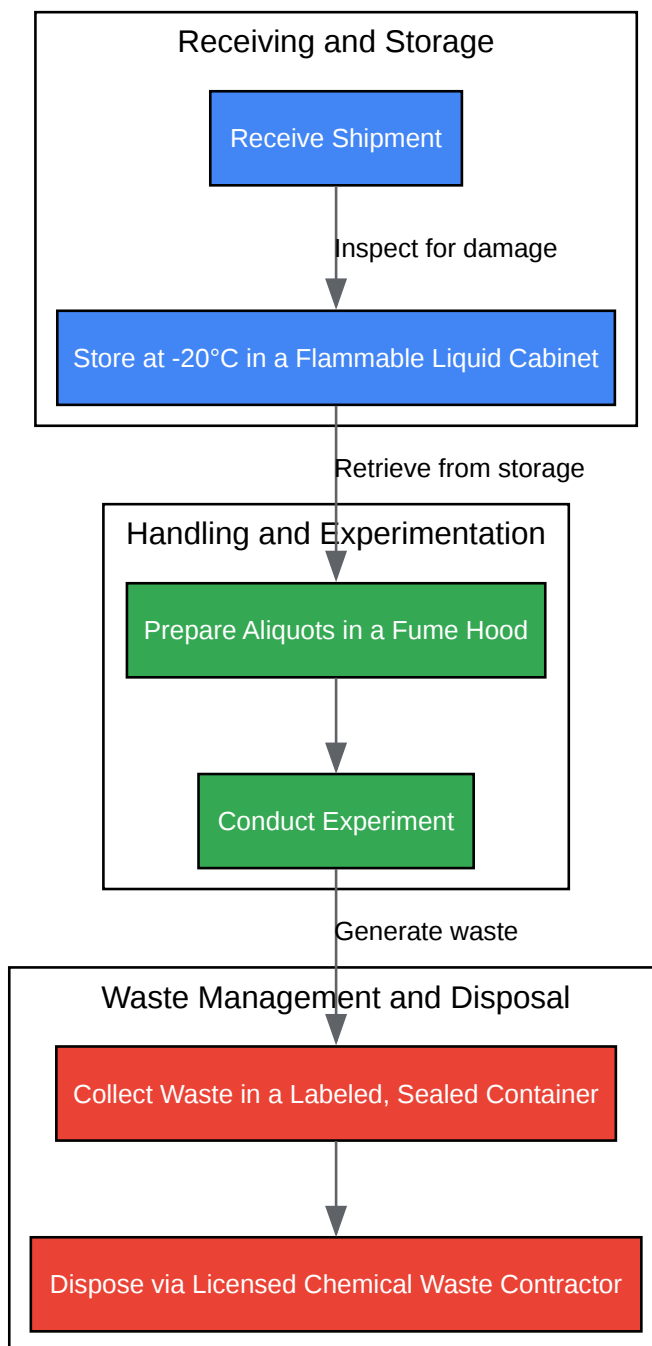 Receiving and Storage
Receive Shipment
Inspect for damage
Store at -20°C in a Flammable Liquid Cabinet
Retrieve from storage
Handling and Experimentation
Prepare Aliquots in a Fume Hood
Conduct Experiment
Generate waste
Waste Management and Disposal
Collect Waste in a Labeled, Sealed Container
Dispose via Licensed Chemical Waste Contractor